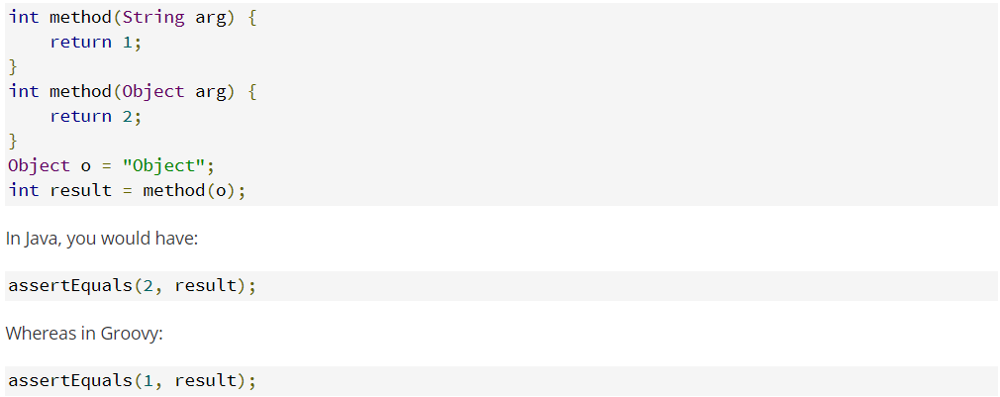 int method(String arg) {
    return 1;
}
int method(Object arg) {
    return 2;
}
Object o = "Object";
int result = method(o);
In Java, you would have:
assertEquals(2, result);
Whereas in Groovy:
assertEquals(1, result);